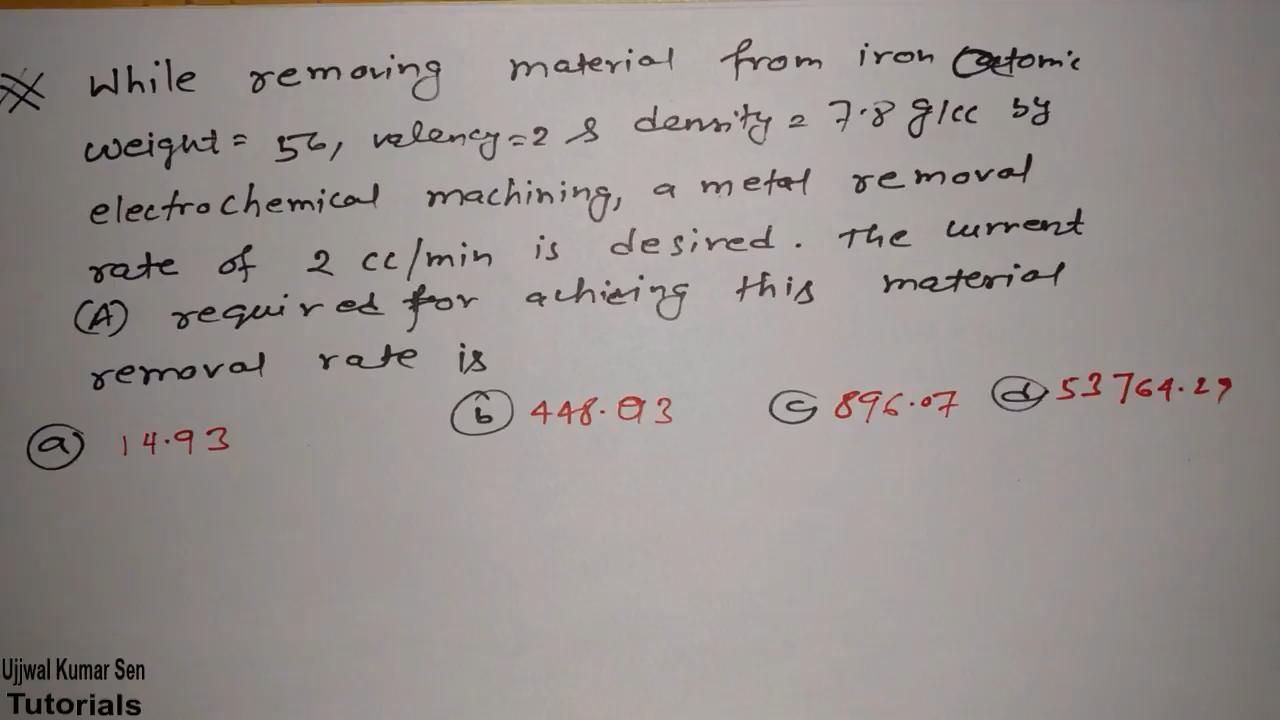 While removing material from iron (atomic
weight = 56, valency = 2 & density = 7.8 g/cc by
electrochemical machining, a metal removal
rate of 2 cc/min is desired. The current
(A) required for achieing this material
removal rate is
(a) 14.93 (b) 448.03 (c) 896.07 (d) 53764.29
Ujjwal Kumar Sen
Tutorials